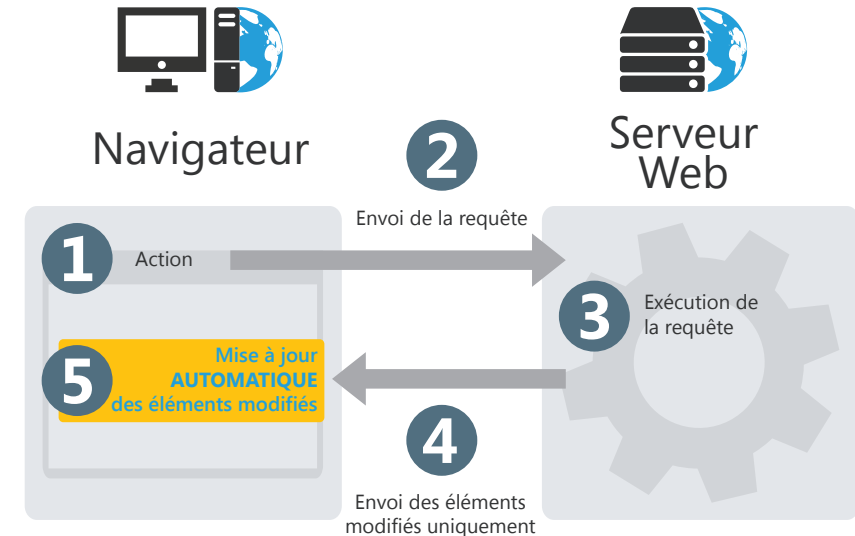 Navigateur
Serveur
Web
2
Envoi de la requête
1
Action
3
Exécution de
la requête
5
Mise à jour
AUTOMATIQUE
des éléments modifiés
4
Envoi des éléments
modifiés uniquement